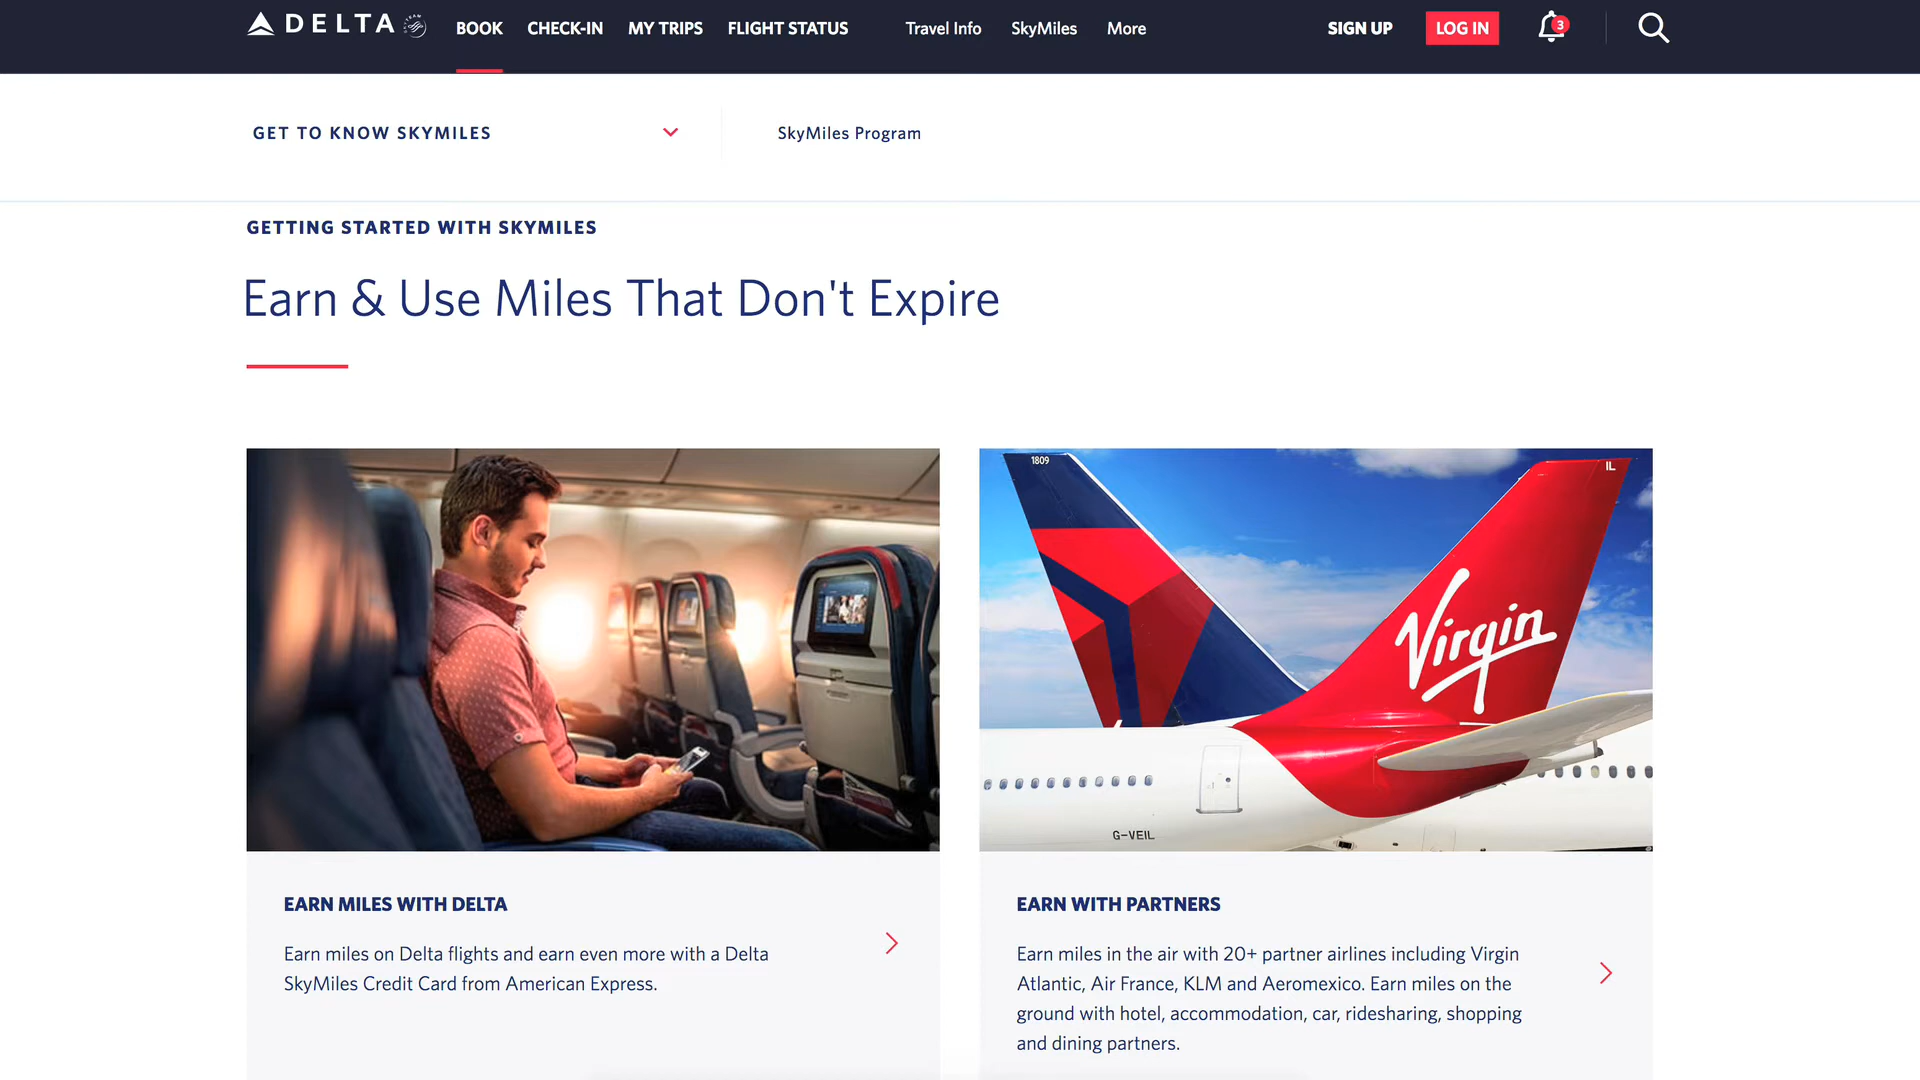 DELTA
BOOK CHECK-IN MY TRIPS FLIGHT STATUS Travel Info SkyMiles More SIGN UP LOG IN 3
GET TO KNOW SKYMILES SkyMiles Program
GETTING STARTED WITH SKYMILES
Earn & Use Miles That Don't Expire
1809
IL
Virgin
G-VEIL
EARN MILES WITH DELTA
Earn miles on Delta flights and earn even more with a Delta
SkyMiles Credit Card from American Express.
EARN WITH PARTNERS
Earn miles in the air with 20+ partner airlines including Virgin
Atlantic, Air France, KLM and Aeromexico. Earn miles on the
ground with hotel, accommodation, car, ridesharing, shopping
and dining partners.